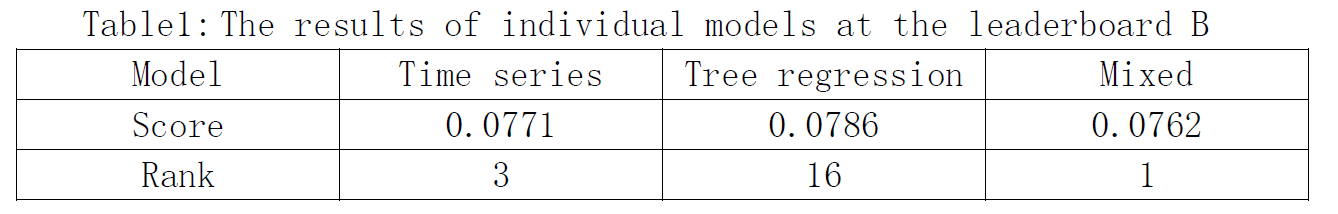 Table1: The results of individual models at the leaderboard B
Model Time series Tree regression Mixed
Score 0.0771 0.0786 0.0762
Rank 3 16 1